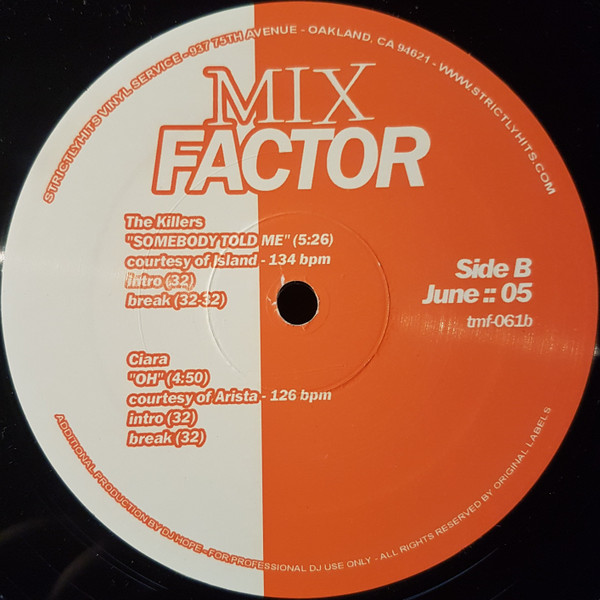 STRICTLYHITS VINYL SERVICE - 937 75TH AVENUE - OAKLAND, CA 94621 - WWW.STRICTLYHITS.COM
MIX
FACTOR
The Killers
"SOMEBODY TOLD ME" (5:26)
courtesy of Island - 134 bpm
intro (32)
break (32-32)
Side B
June :: 05
tmf-061b
Ciara
"OH" (4:50)
courtesy of Arista - 126 bpm
intro (32)
break (32)
ADDITIONAL PRODUCTION BY DJ HOPE - FOR PROFESSIONAL DJ USE ONLY - ALL RIGHTS RESERVED BY ORIGINAL LABELS